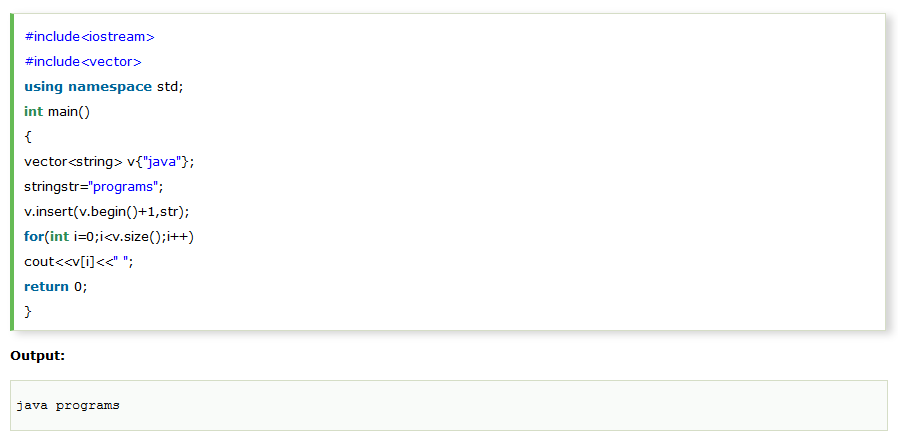 #include<iostream>
#include<vector>
using namespace std;
int main()
{
vector<string> v{"java"};
stringstr="programs";
v.insert(v.begin()+1,str);
for(int i=0;i<v.size();i++)
cout<<v[i]<<" ";
return 0;
}
Output:
java programs